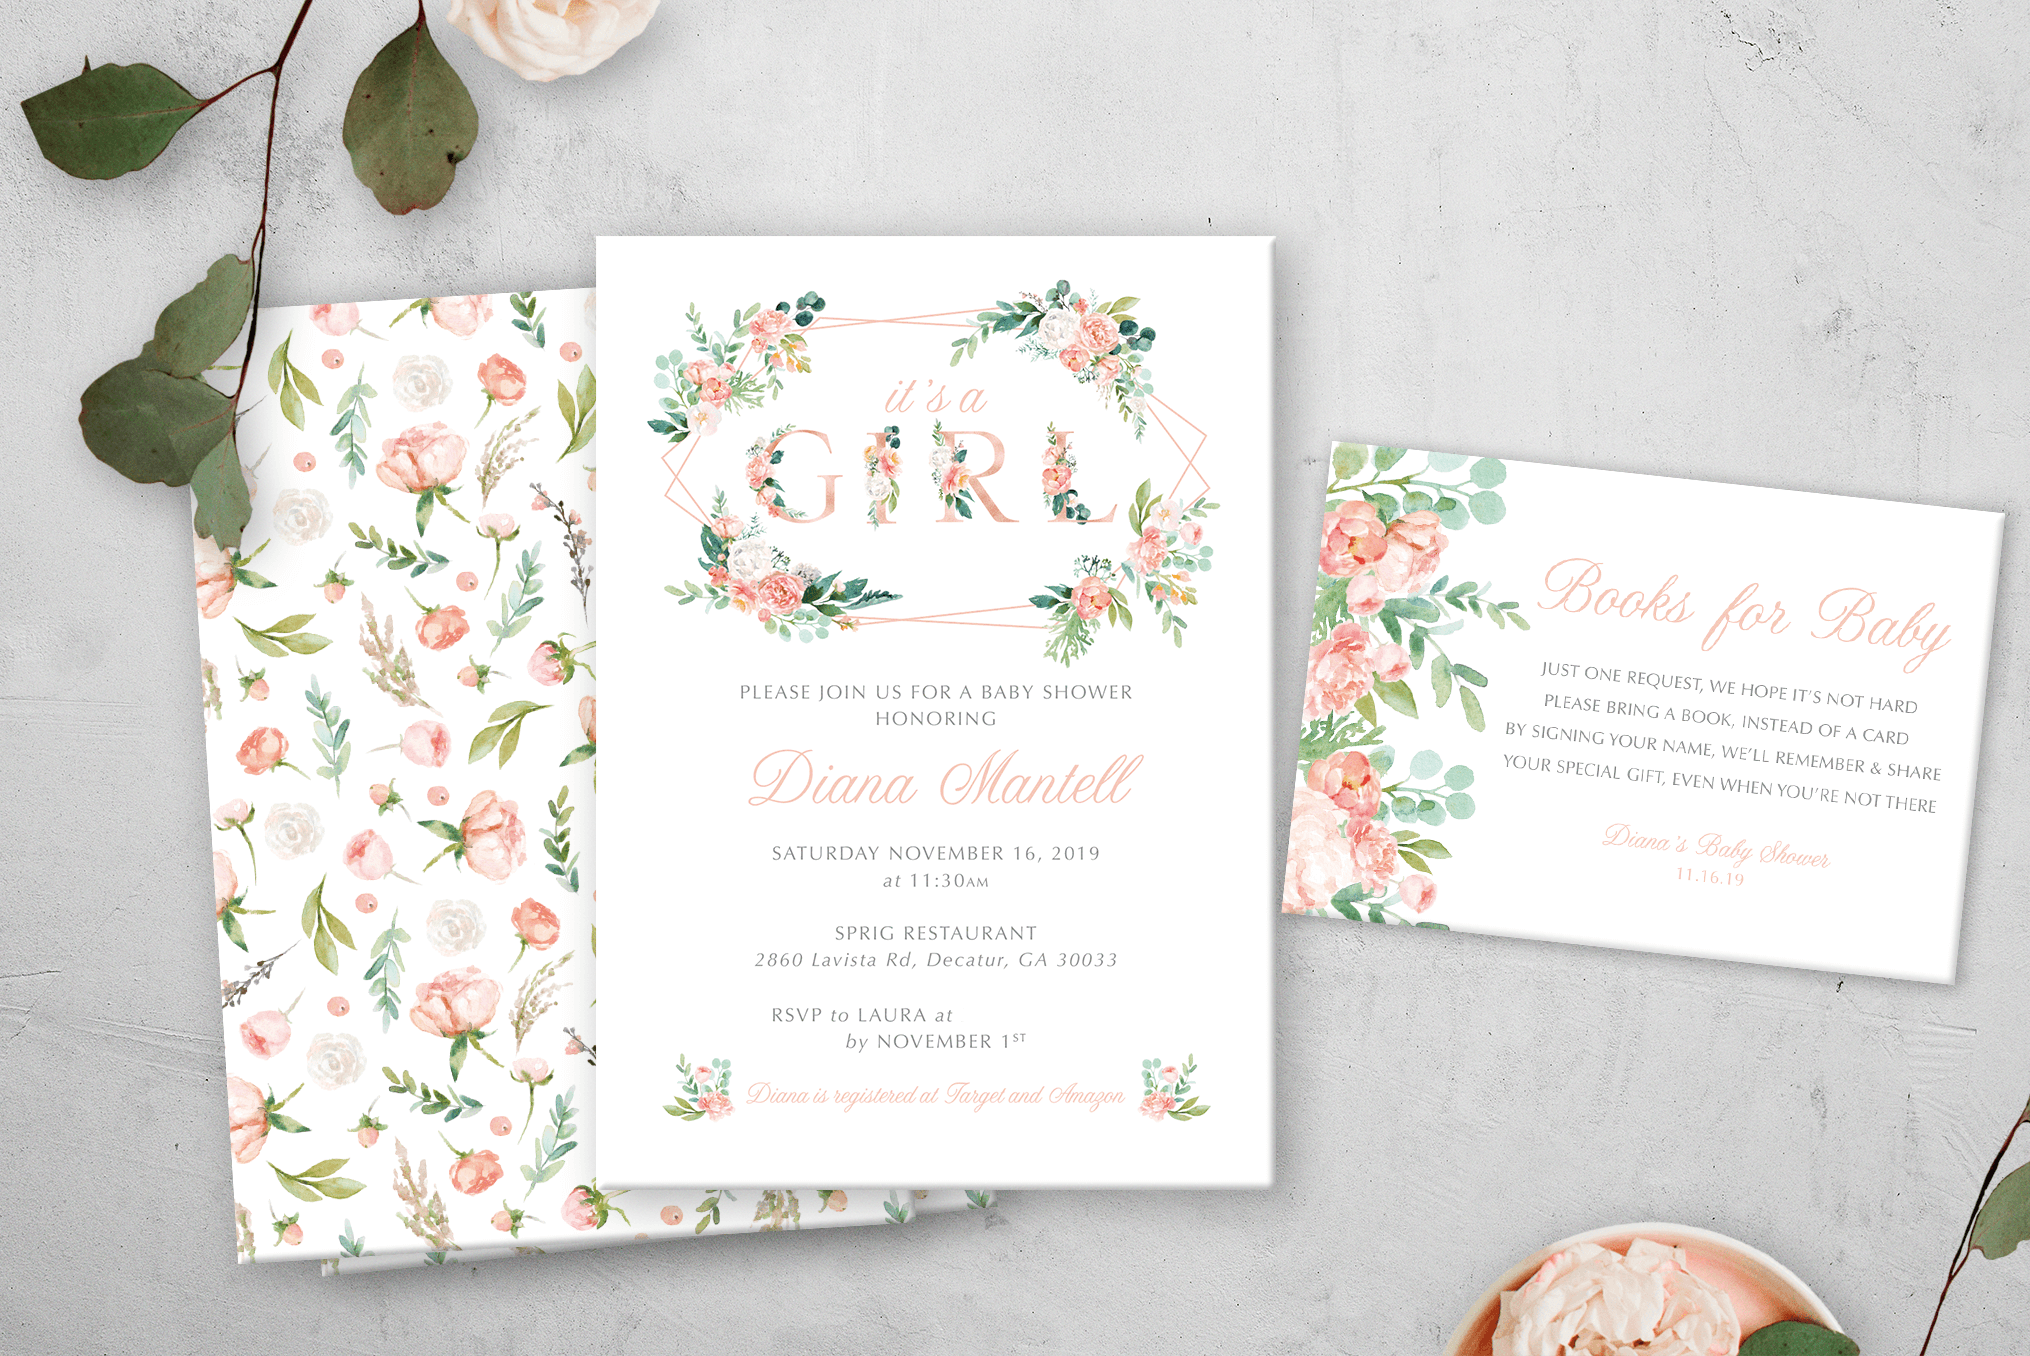 it's a
GIRL
PLEASE JOIN US FOR A BABY SHOWER
HONORING
Diana Mantell
SATURDAY NOVEMBER 16, 2019
at 11:30AM
SPRIG RESTAURANT
2860 Lavista Rd, Decatur, GA 30033
RSVP to LAURA at
by NOVEMBER 1ST
Diana is registered at Target and Amazon
Books for Baby
JUST ONE REQUEST, WE HOPE IT'S NOT HARD
PLEASE BRING A BOOK, INSTEAD OF A CARD
BY SIGNING YOUR NAME, WE'LL REMEMBER & SHARE
YOUR SPECIAL GIFT, EVEN WHEN YOU'RE NOT THERE
Diana's Baby Shower
11.16.19